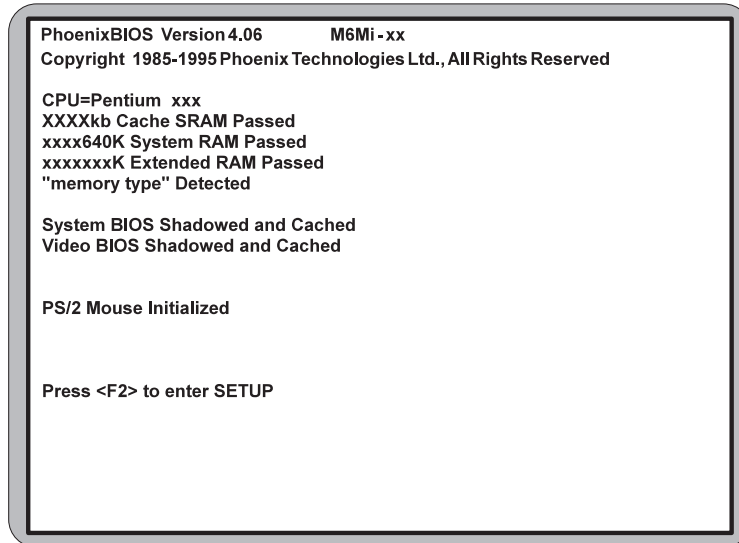 PhoenixBIOS Version 4.06 M6Mi-xx
Copyright 1985-1995 Phoenix Technologies Ltd., All Rights Reserved
CPU=Pentium xxx
XXXXkb Cache SRAM Passed
xxxx640K System RAM Passed
xxxxxxxK Extended RAM Passed
"memory type" Detected
System BIOS Shadowed and Cached
Video BIOS Shadowed and Cached
PS/2 Mouse Initialized
Press <F2> to enter SETUP